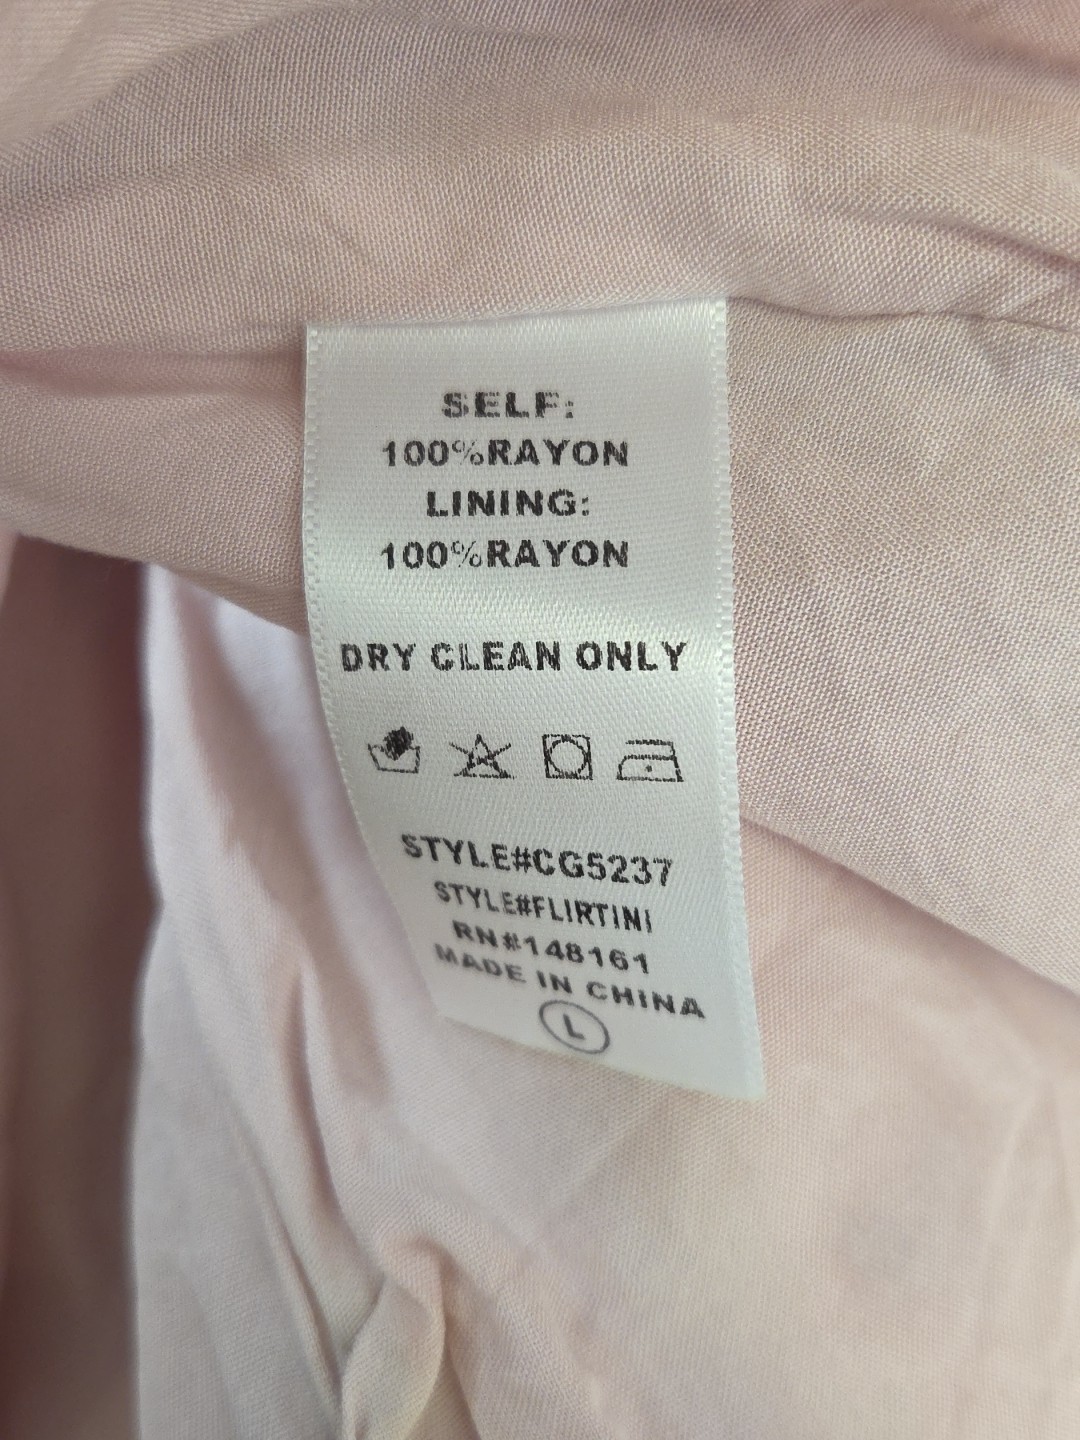 SELF:
100%RAYON
LINING:
100%RAYON
DRY CLEAN ONLY
STYLE#CG5237
STYLE#FLIRTINI
RN#148161
MADE IN CHINA
L